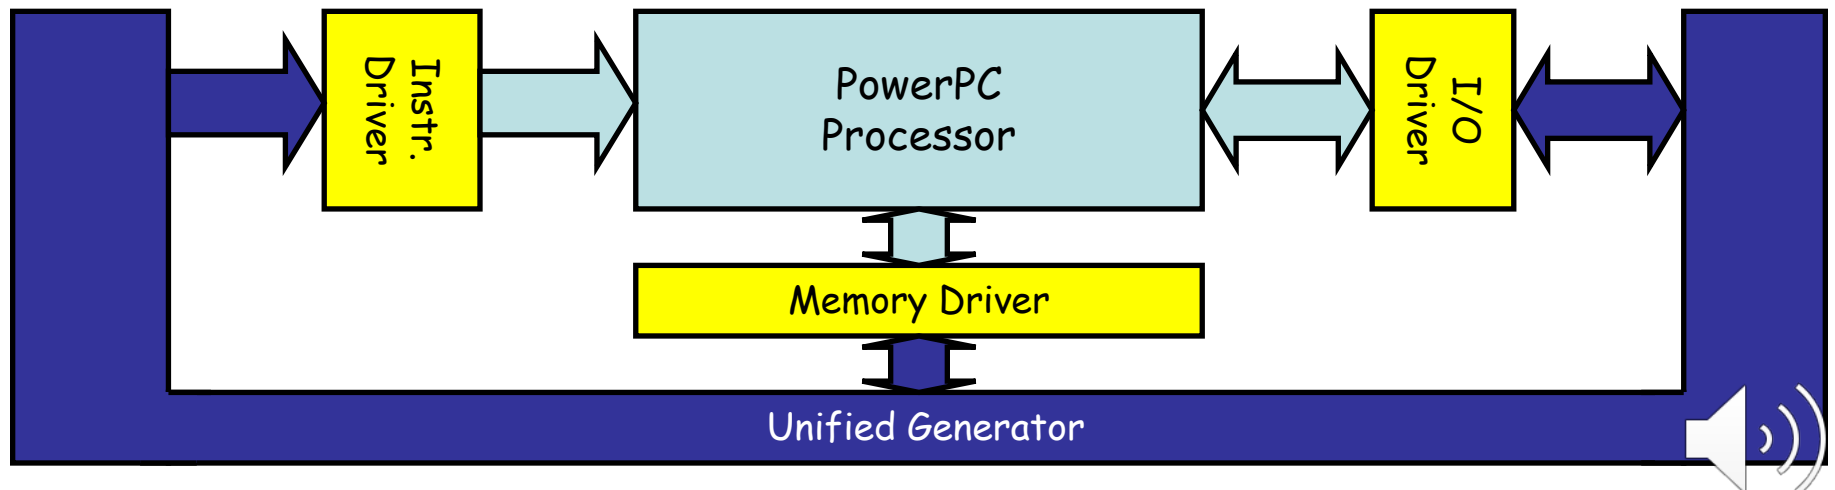 Instr.
Driver
PowerPC
Processor
I/O
Driver
Memory Driver
Unified Generator